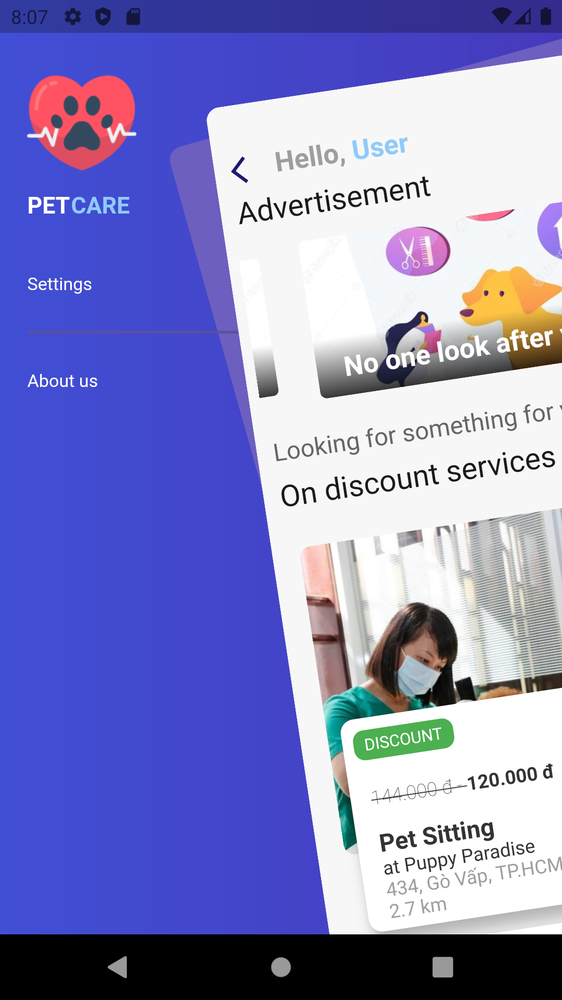 8:07
PETCARE
Settings
About us
Hello, User
Advertisement
No one look after
Looking for something for
On discount services
DISCOUNT
144.000 đ - 120.000 đ
Pet Sitting
at Puppy Paradise
434, Gò Vấp, TP.HCM
2.7 km